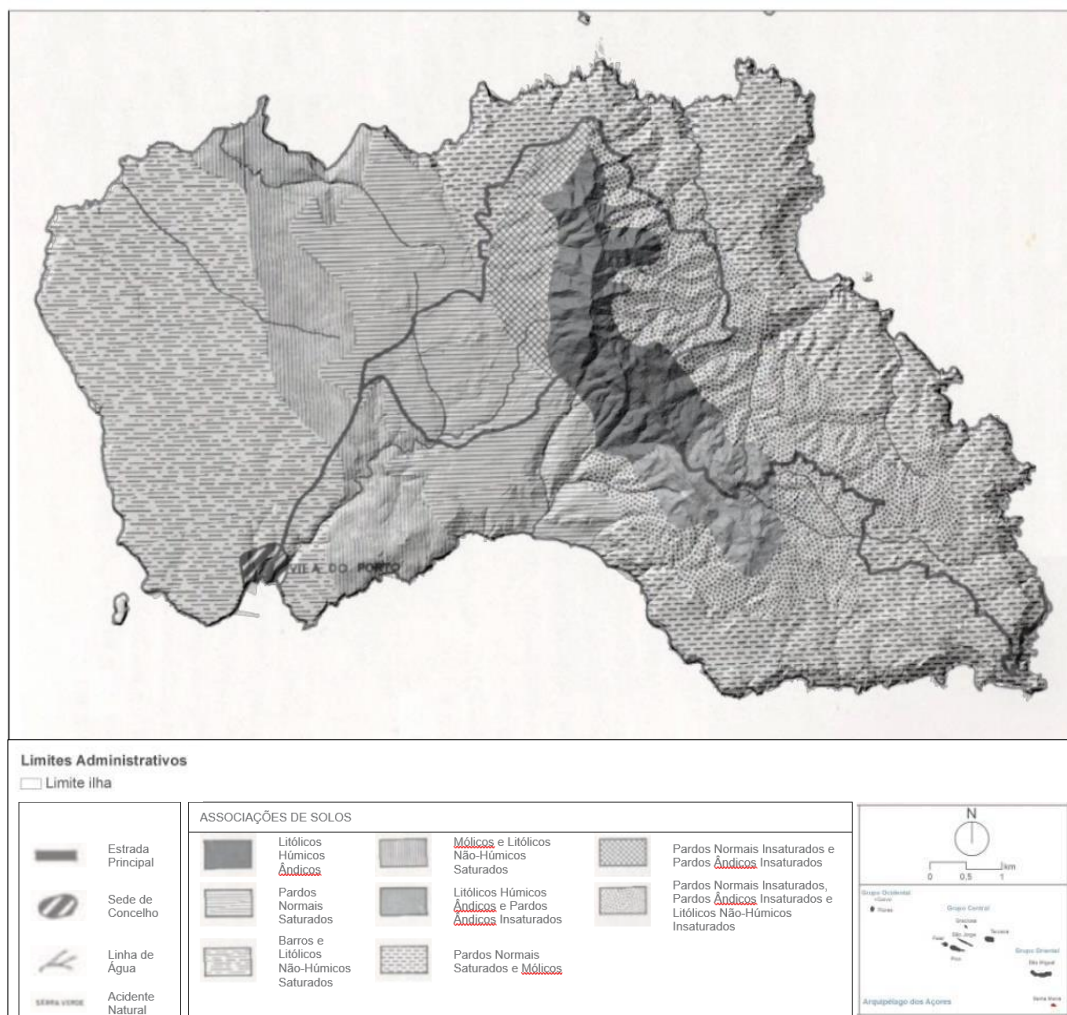 VILA DO PORTO
Limites Administrativos
Limite ilha
Estrada
Principal
Sede de
Concelho
Linha de
Água
SERRA VERDE
Acidente
Natural
ASSOCIAÇÕES DE SOLOS
Litólicos
Húmicos
Ândicos
Pardos
Normais
Saturados
Barros e
Litólicos
Não-Húmicos
Saturados
Mólicos e Litólicos
Não-Húmicos
Saturados
Litólicos Húmicos
Ândicos e Pardos
Ândicos Insaturados
Pardos Normais
Saturados e Mólicos
Pardos Normais Insaturados e
Pardos Ândicos Insaturados
Pardos Normais Insaturados,
Pardos Ândicos Insaturados e
Litólicos Não-Húmicos
Insaturados
N
km
0 0,5 1
Grupo Ocidental
Flores
Grupo Central
Graciosa
São Jorge
Terceira
Faial
Pico
Grupo Oriental
São Miguel
Santa Maria
Arquipélago dos Açores